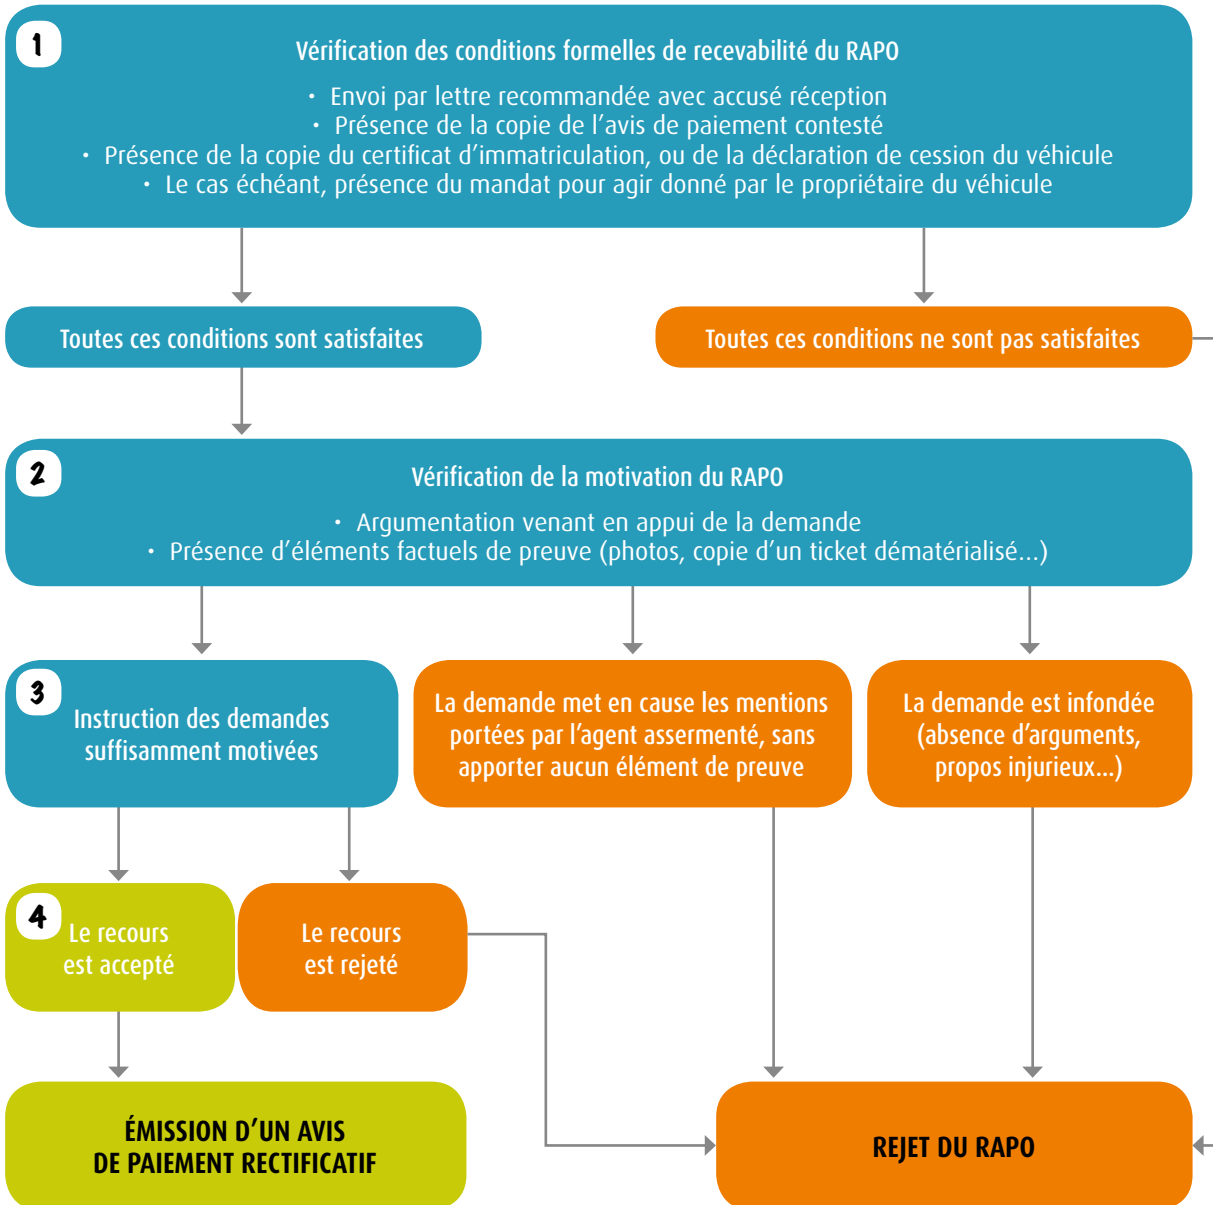 1
Vérification des conditions formelles de recevabilité du RAPO
• Envoi par lettre recommandée avec accusé réception
• Présence de la copie de l’avis de paiement contesté
• Présence de la copie du certificat d’immatriculation, ou de la déclaration de cession du véhicule
• Le cas échéant, présence du mandat pour agir donné par le propriétaire du véhicule
Toutes ces conditions sont satisfaites
Toutes ces conditions ne sont pas satisfaites
2
Vérification de la motivation du RAPO
• Argumentation venant en appui de la demande
• Présence d’éléments factuels de preuve (photos, copie d’un ticket dématérialisé...)
3
Instruction des demandes
suffisamment motivées
La demande met en cause les mentions
portées par l’agent assermenté, sans
apporter aucun élément de preuve
La demande est infondée
(absence d’arguments,
propos injurieux...)
4
Le recours
est accepté
Le recours
est rejeté
ÉMISSION D’UN AVIS
DE PAIEMENT RECTIFICATIF
REJET DU RAPO